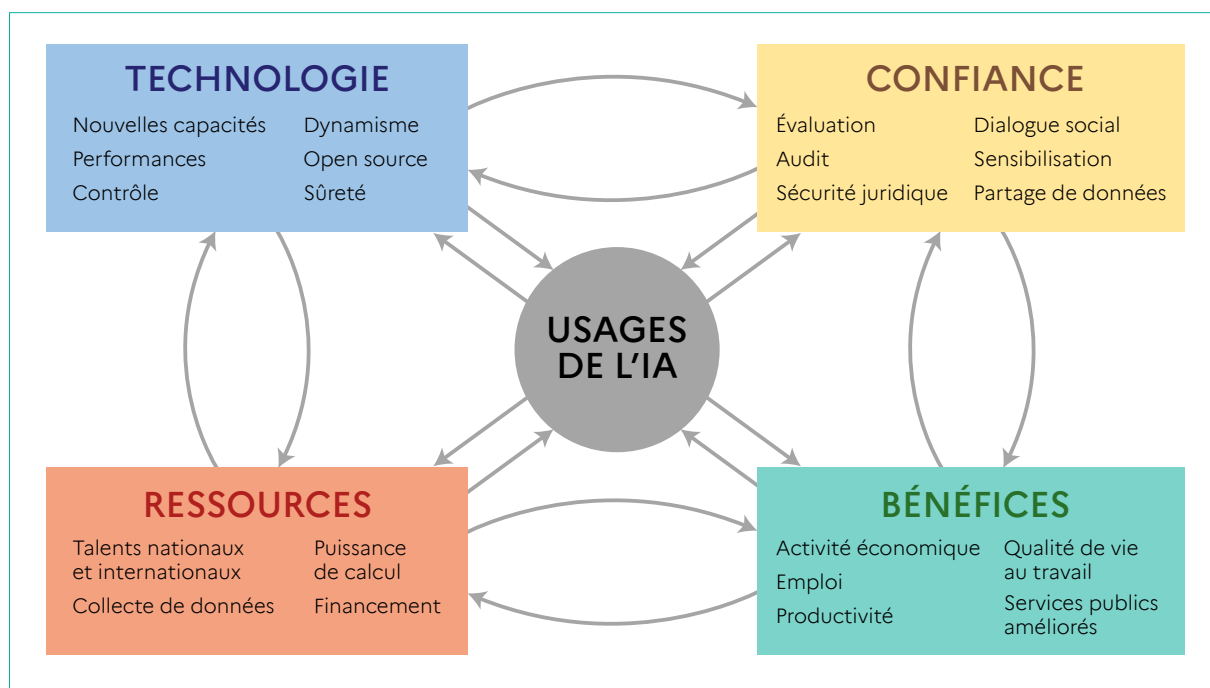 TECHNOLOGIE
Nouvelles capacités
Performances
Contrôle
Dynamisme
Open source
Sûreté
CONFIANCE
Évaluation
Audit
Sécurité juridique
Dialogue social
Sensibilisation
Partage de données
USAGES
DE L’IA
RESSOURCES
Talents nationaux
et internationaux
Collecte de données
Puissance
de calcul
Financement
BÉNÉFICES
Activité économique
Emploi
Productivité
Qualité de vie
au travail
Services publics
améliorés